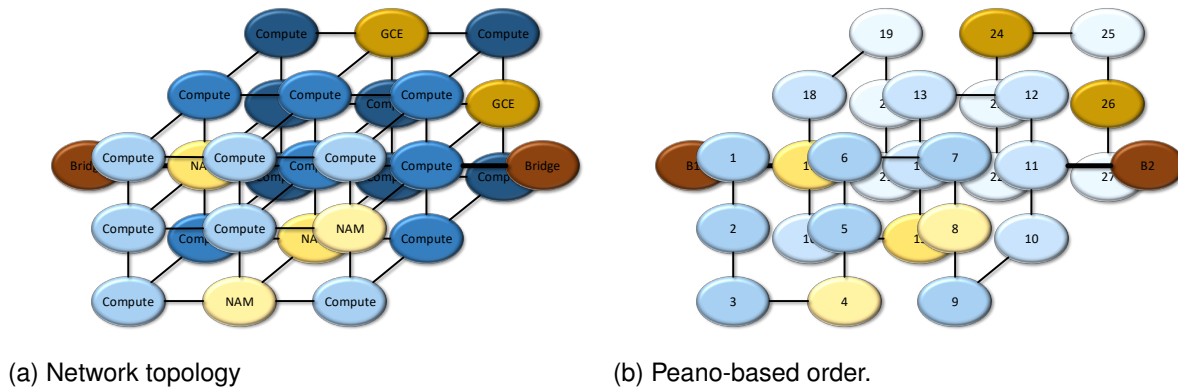 Compute GCE Compute
Compute Compute Compute GCE
Compute Compute Compute Compute Bridge
Compute Compute NAM Compute
Compute NAM Compute
19 24 25
18 13 12 26
B1 1 6 7 11 B2
2 5 8 10
3 4 9
27
(a) Network topology
(b) Peano-based order.